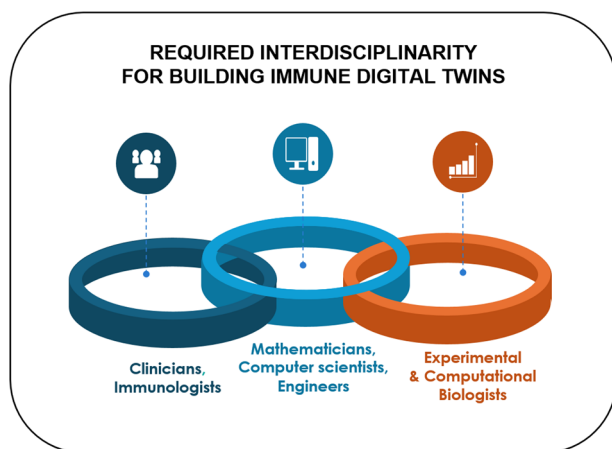 REQUIRED INTERDISCIPLINARITY
FOR BUILDING IMMUNE DIGITAL TWINS
Clinicians,
Immunologists
Mathematicians,
Computer scientists,
Engineers
Experimental
& Computational
Biologists